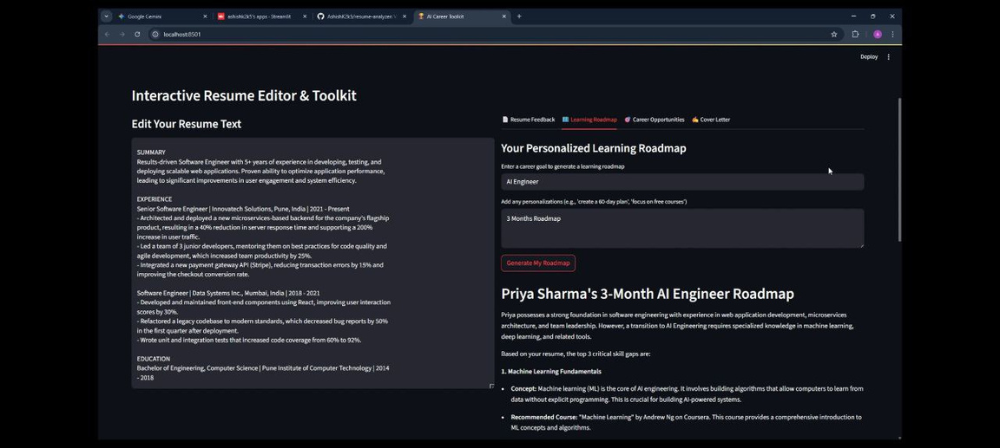 Google Gemini
ashishk2k5's apps · Streamlit
AI Career Toolkit
localhost:8501
Deploy
Interactive Resume Editor & Toolkit
Edit Your Resume Text
SUMMARY
Results-driven Software Engineer with 5+ years of experience in developing, testing, and
deploying scalable web applications. Proven ability to optimize application performance,
leading to significant improvements in user engagement and system efficiency.
EXPERIENCE
Senior Software Engineer | Innovatech Solutions, Pune, India | 2021 - Present
- Architected and deployed a new microservices-based backend for the company's flagship
product, resulting in a 40% reduction in server response time and supporting a 200%
increase in user traffic.
- Led a team of 3 junior developers, mentoring them on best practices for code quality and
agile development, which increased team productivity by 25%.
- Integrated a new payment gateway API (Stripe), reducing transaction errors by 15% and
improving the checkout conversion rate.
Software Engineer | Data Systems Inc., Mumbai, India | 2018 - 2021
- Developed and maintained front-end components using React, improving user interaction
scores by 30%.
- Refactored a legacy codebase to modern standards, which decreased bug reports by 50%
in the first quarter after deployment.
- Wrote unit and integration tests that increased code coverage from 60% to 92%.
EDUCATION
Bachelor of Engineering, Computer Science | Pune Institute of Computer Technology | 2014
- 2018
Resume Feedback
Learning Roadmap
Career Opportunities
Cover Letter
Your Personalized Learning Roadmap
Enter a career goal to generate a learning roadmap
AI Engineer
Add any personalizations (e.g., 'create a 60-day plan', 'focus on free courses')
3 Months Roadmap
Generate My Roadmap
Priya Sharma's 3-Month AI Engineer Roadmap
Priya possesses a strong foundation in software engineering with experience in web application development, microservices
architecture, and team leadership. However, a transition to AI Engineering requires specialized knowledge in machine learning,
deep learning, and related tools.
Based on your resume, the top 3 critical skill gaps are:
1. Machine Learning Fundamentals
• Concept: Machine learning (ML) is the core of AI engineering. It involves building algorithms that allow computers to learn from
data without explicit programming. This is crucial for building AI-powered systems.
• Recommended Course: "Machine Learning" by Andrew Ng on Coursera. This course provides a comprehensive introduction to
ML concepts and algorithms.